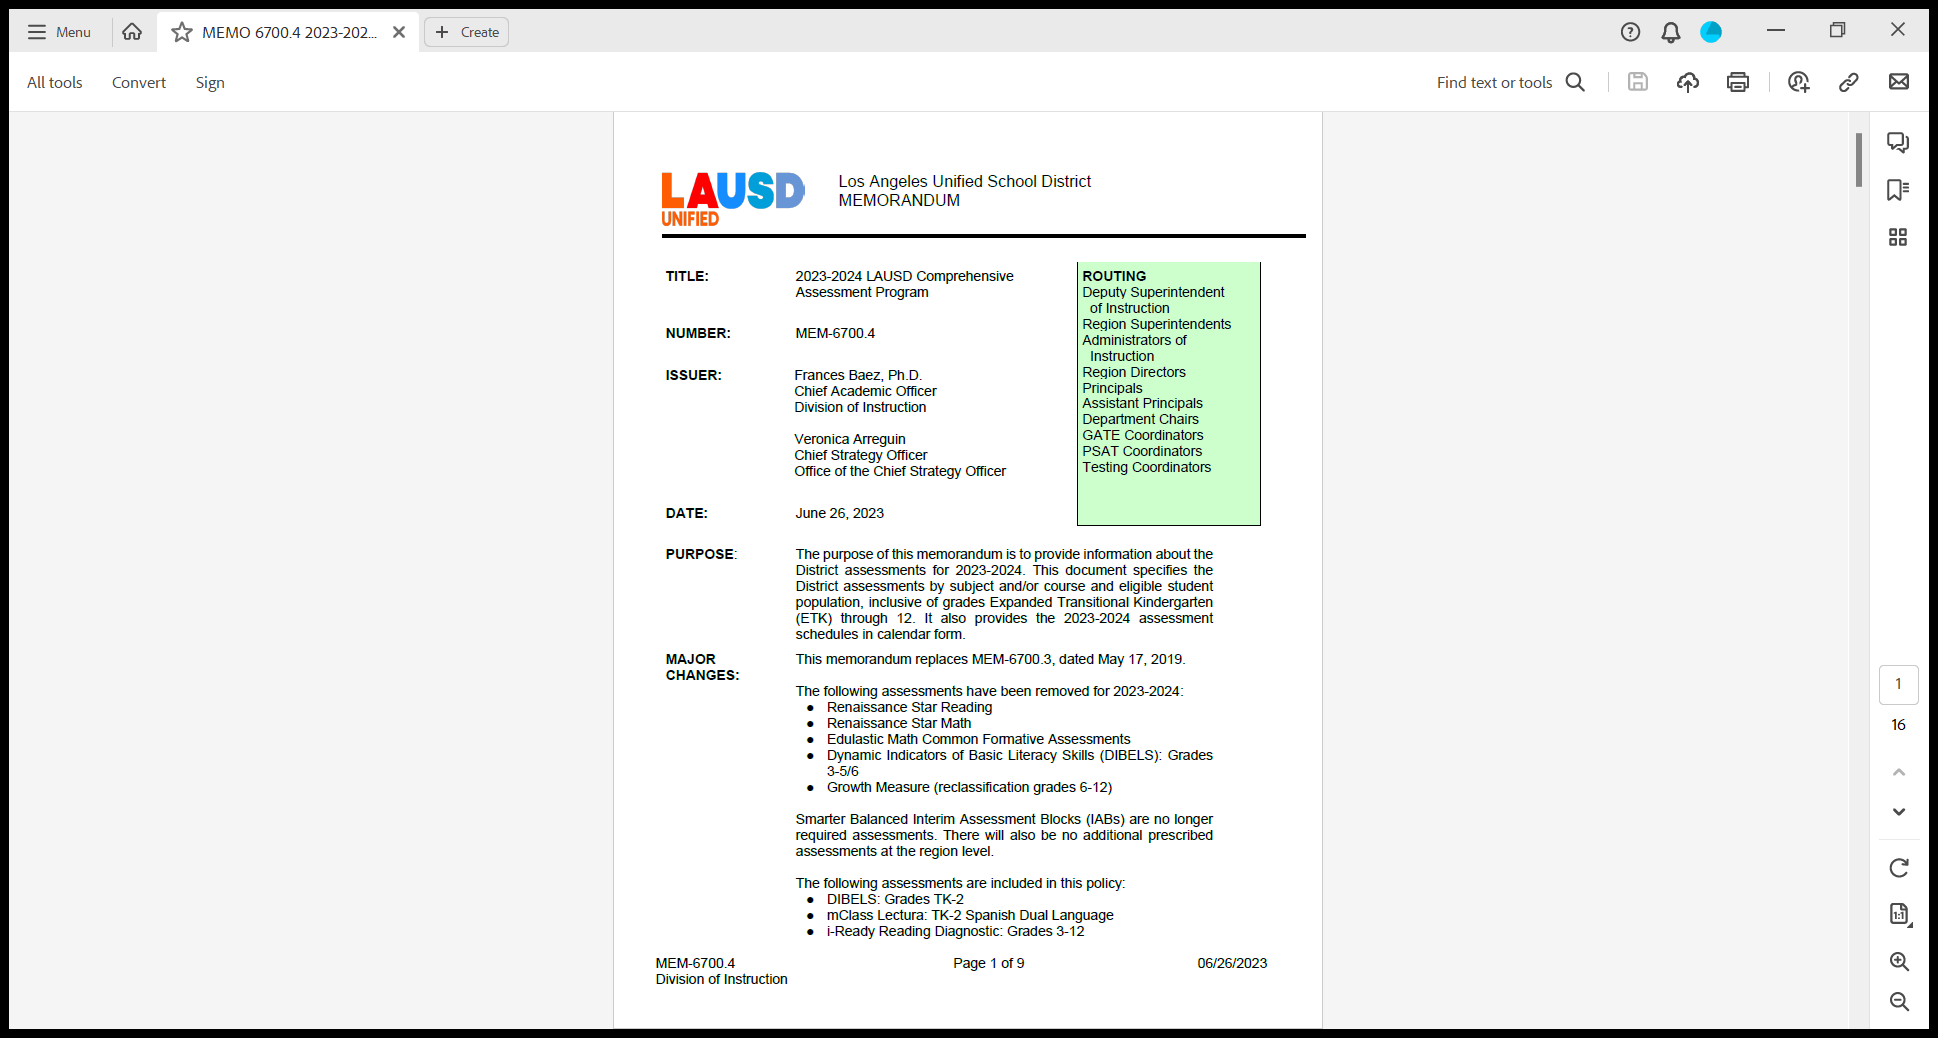 Menu
MEMO 6700.4 2023-202...
Create
All tools
Convert
Sign
Find text or tools
LAUSD
UNIFIED
Los Angeles Unified School District
MEMORANDUM
TITLE:
2023-2024 LAUSD Comprehensive
Assessment Program
NUMBER:
MEM-6700.4
ISSUER:
Frances Baez, Ph.D.
Chief Academic Officer
Division of Instruction
Veronica Arreguin
Chief Strategy Officer
Office of the Chief Strategy Officer
DATE:
June 26, 2023
ROUTING
Deputy Superintendent
of Instruction
Region Superintendents
Administrators of
Instruction
Region Directors
Principals
Assistant Principals
Department Chairs
GATE Coordinators
PSAT Coordinators
Testing Coordinators
PURPOSE:
The purpose of this memorandum is to provide information about the
District assessments for 2023-2024. This document specifies the
District assessments by subject and/or course and eligible student
population, inclusive of grades Expanded Transitional Kindergarten
(ETK) through 12. It also provides the 2023-2024 assessment
schedules in calendar form.
MAJOR
CHANGES:
This memorandum replaces MEM-6700.3, dated May 17, 2019.
The following assessments have been removed for 2023-2024:
● Renaissance Star Reading
● Renaissance Star Math
● Edulastic Math Common Formative Assessments
● Dynamic Indicators of Basic Literacy Skills (DIBELS): Grades
3-5/6
● Growth Measure (reclassification grades 6-12)
Smarter Balanced Interim Assessment Blocks (IABs) are no longer
required assessments. There will also be no additional prescribed
assessments at the region level.
The following assessments are included in this policy:
● DIBELS: Grades TK-2
● mClass Lectura: TK-2 Spanish Dual Language
● i-Ready Reading Diagnostic: Grades 3-12
MEM-6700.4
Division of Instruction
Page 1 of 9
06/26/2023
1
16
1:1